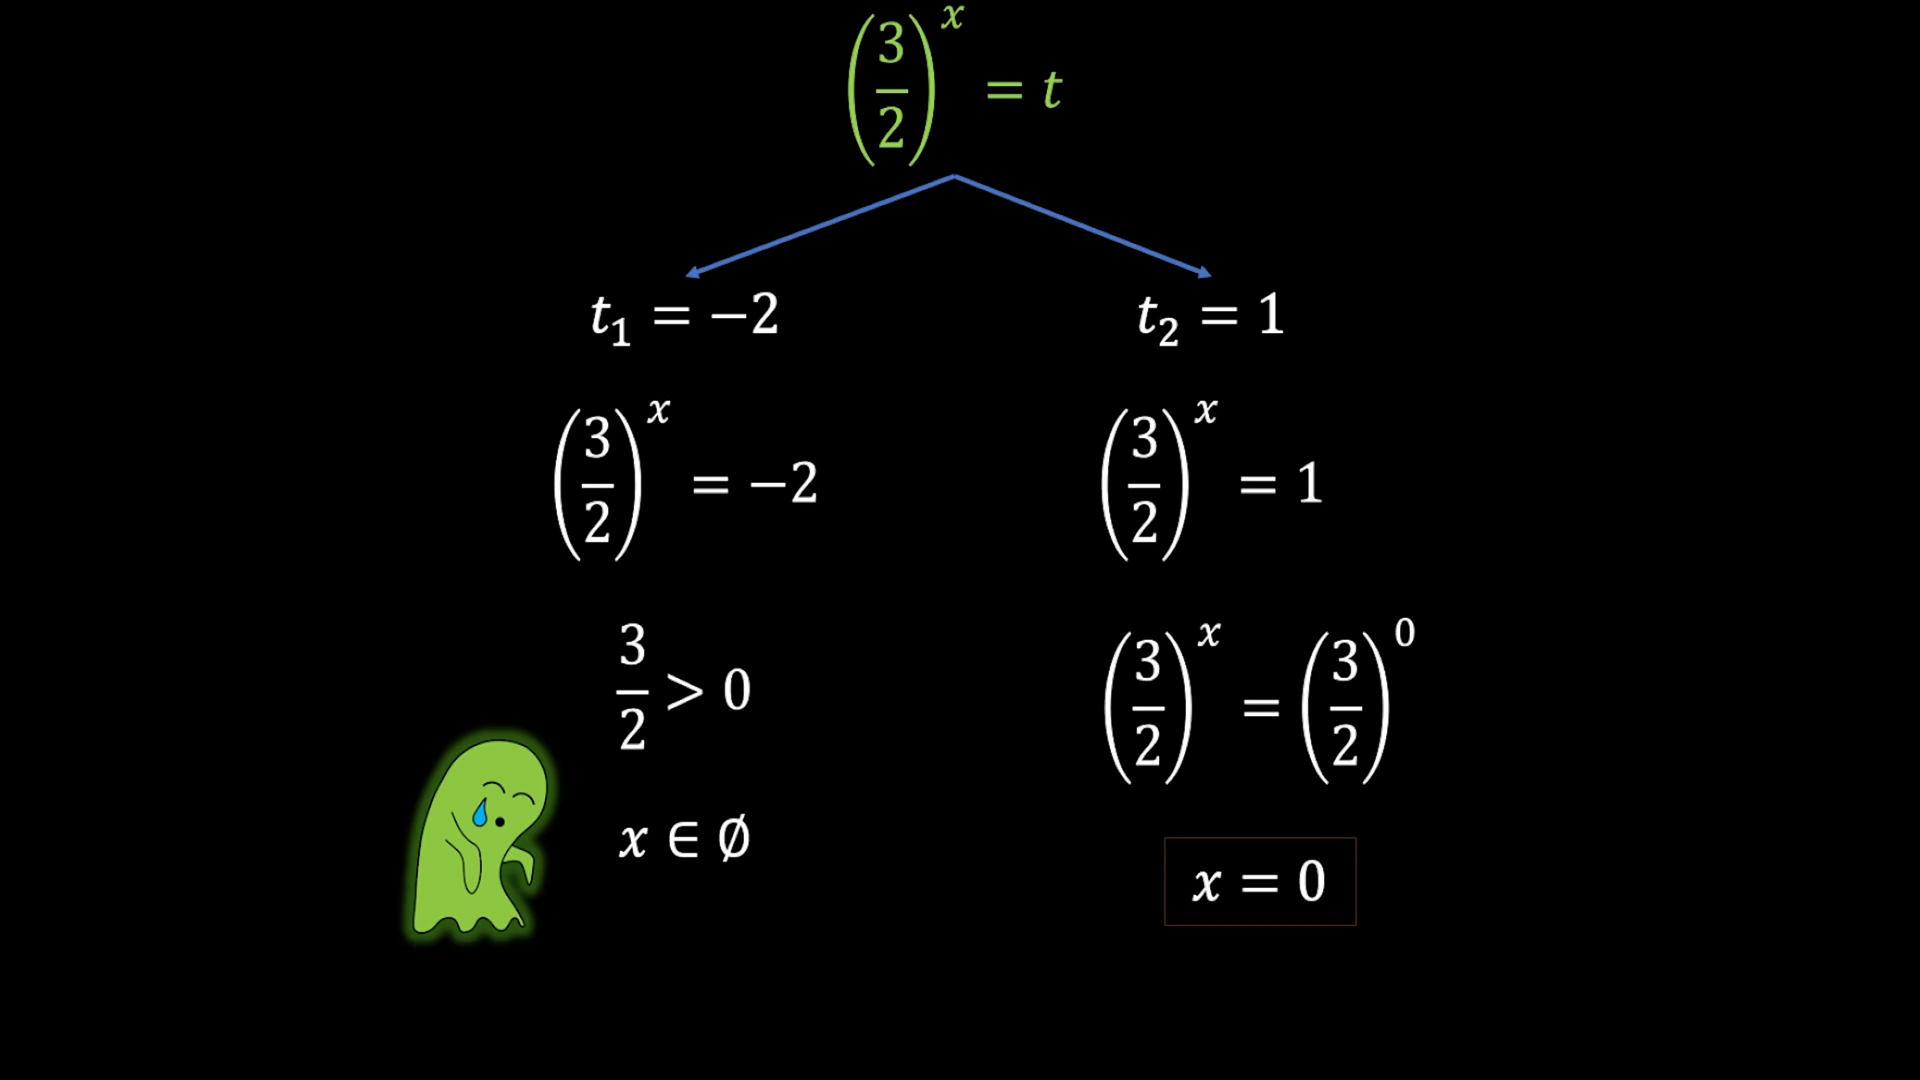 (3/2)^x = t
t₁ = −2
t₂ = 1
(3/2)^x = −2
(3/2)^x = 1
3/2 > 0
(3/2)^x = (3/2)^0
x ∈ ∅
x = 0